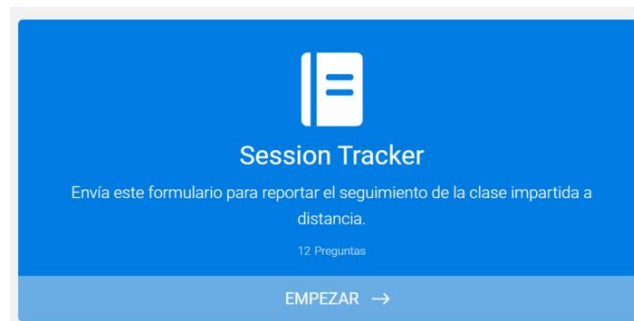 Session Tracker
Envía este formulario para reportar el seguimiento de la clase impartida a
distancia.
12 Preguntas
EMPEZAR →